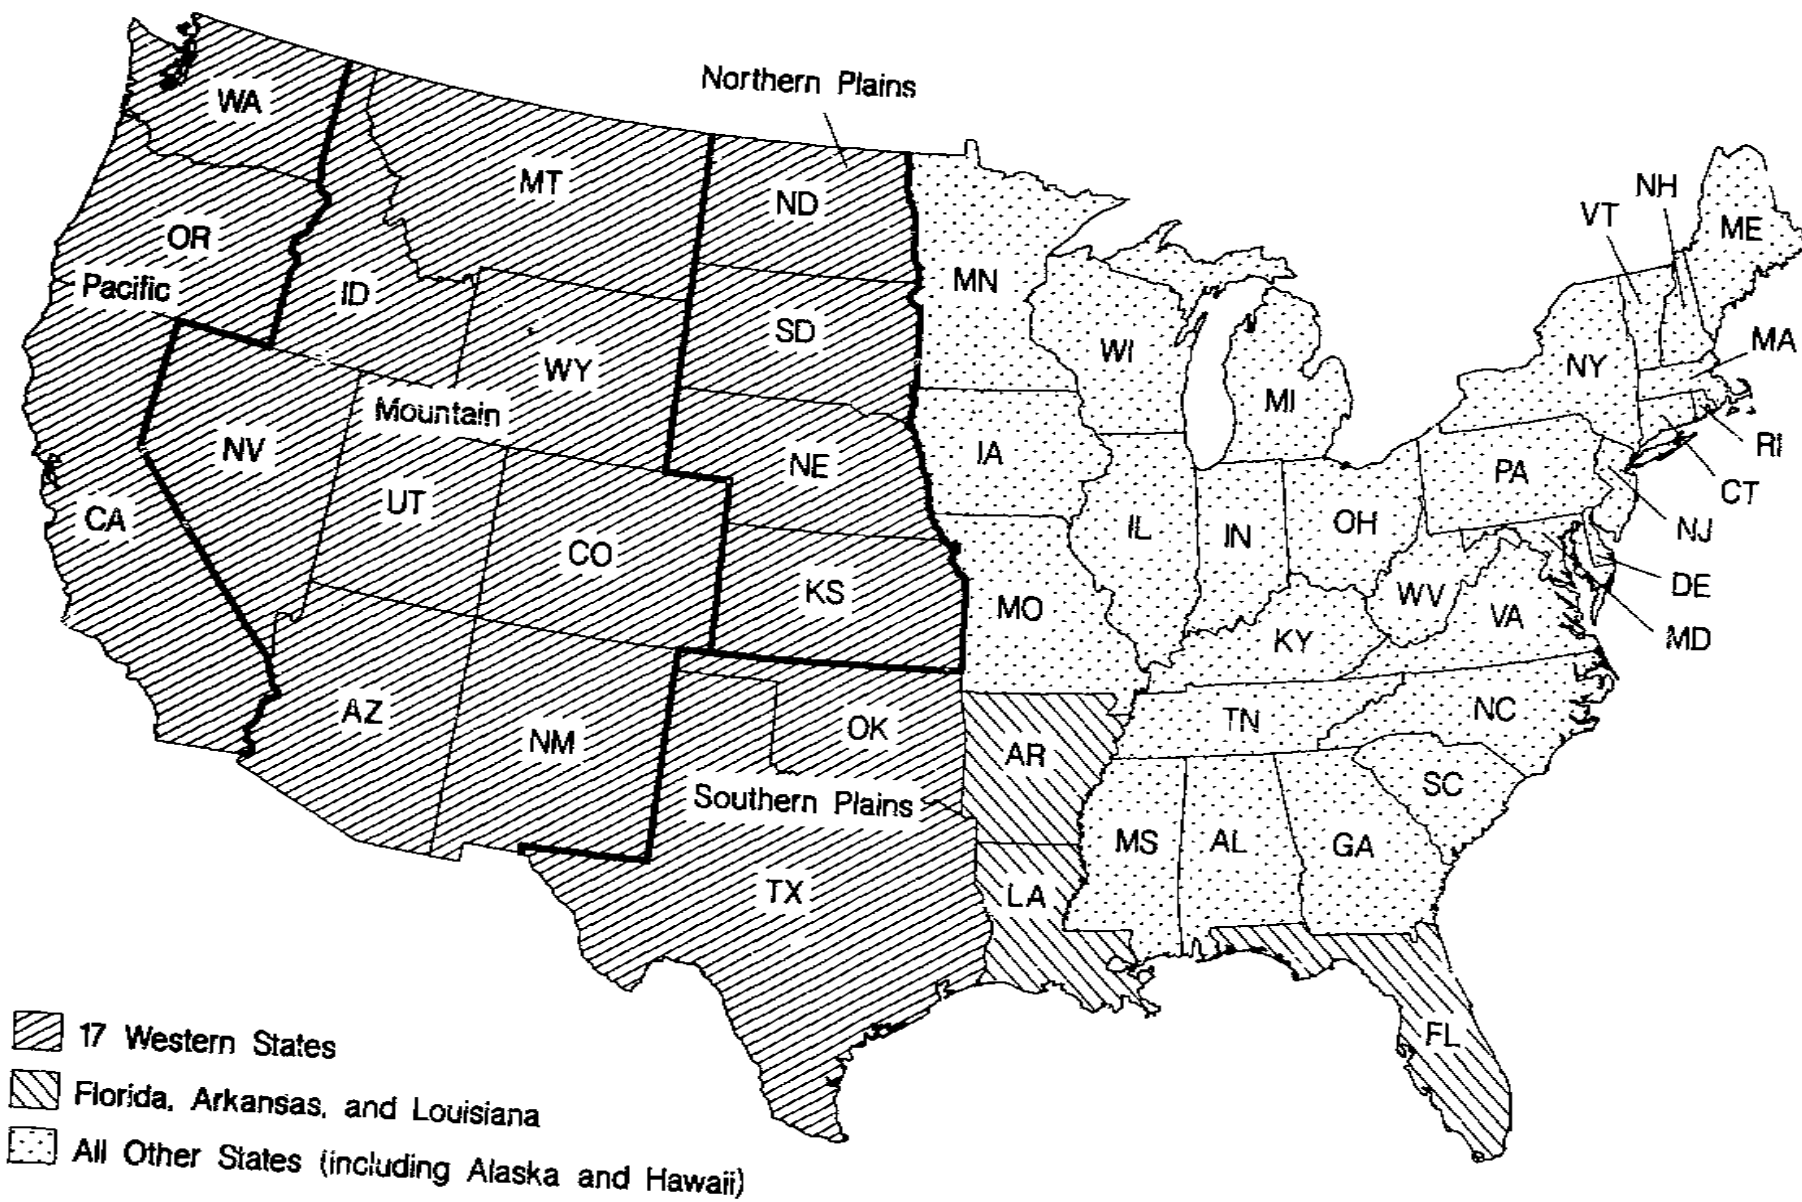 Northern Plains
WA
MT
ND
NH
VT
ME
OR
MN
Pacific
ID
SD
WI
MA
WY
NY
Mountain
MI
NV
NE
IA
RI
UT
PA
CT
CA
CO
IL
IN
OH
NJ
KS
MO
WV
VA
DE
KY
MD
AZ
NM
OK
TN
NC
AR
Southern Plains
SC
MS
AL
GA
TX
LA
FL
17 Western States
Florida, Arkansas, and Louisiana
All Other States (including Alaska and Hawaii)